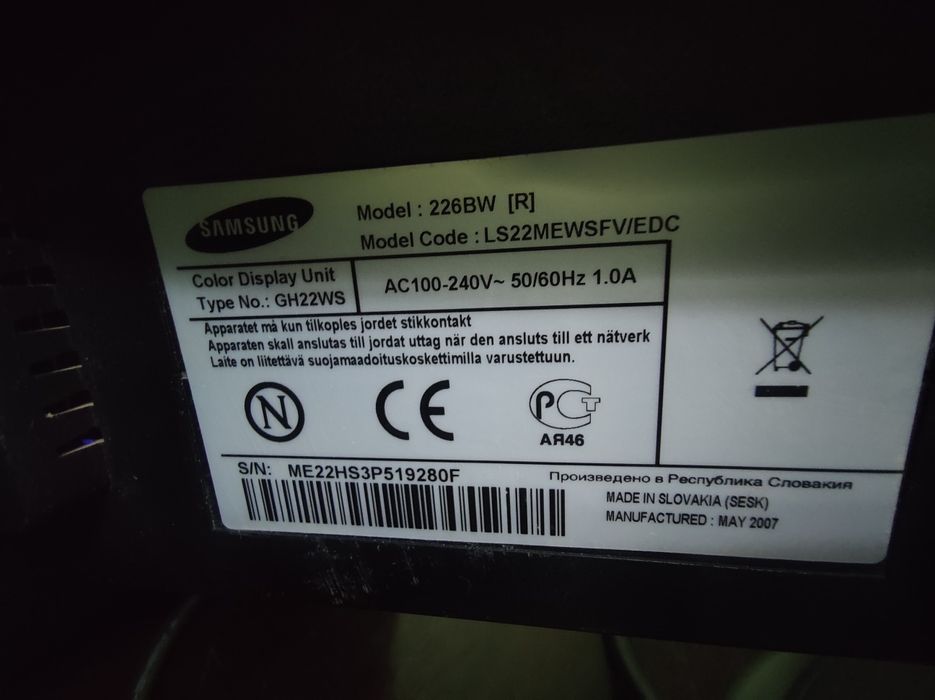 SAMSUNG
Model : 226BW [R]
Model Code : LS22MEWSFV/EDC
Color Display Unit
Type No.: GH22WS
AC100-240V~ 50/60Hz 1.0A
Apparatet må kun tilkoples jordet stikkontakt
Apparaten skall anslutas till jordat uttag när den ansluts till ett nätverk
Laite on liitettävä suojamaadoituskoskettimilla varustettuun.
N
CE
РСТ
АЯ46
S/N: ME22HS3P519280F
Произведено в Республика Словакия
MADE IN SLOVAKIA (SESK)
MANUFACTURED : MAY 2007